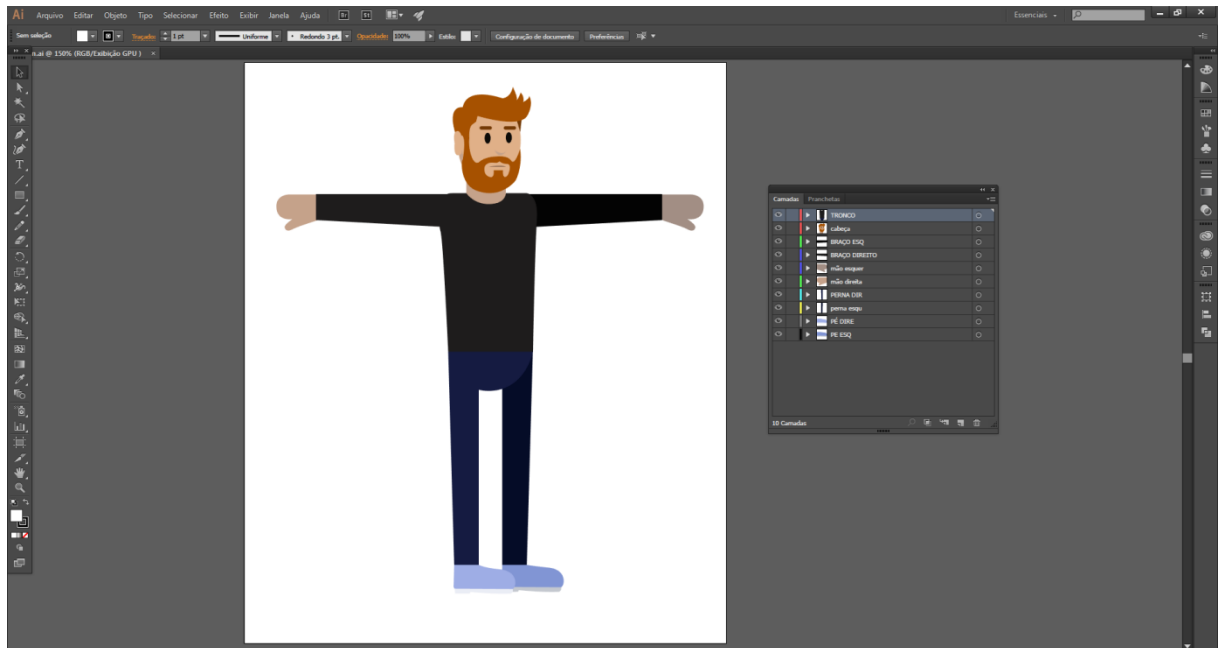 Ai Arquivo Editar Objeto Tipo Selecionar Efeito Exibir Janela Ajuda Br St Essenciais
Sem seleção Traçado: 1 pt Uniforme Redondo 3 pt. Opacidade: 100% Estilo: Configuração de documento Preferências
n.ai @ 150% (RGB/Exibição GPU) ×
Camadas Pranchetas
TRONCO
cabeça
BRAÇO ESQ
BRAÇO DIREITO
mão esquer
mão direita
PERNA DIR
perna esqu
PÉ DIRE
PE ESQ
10 Camadas